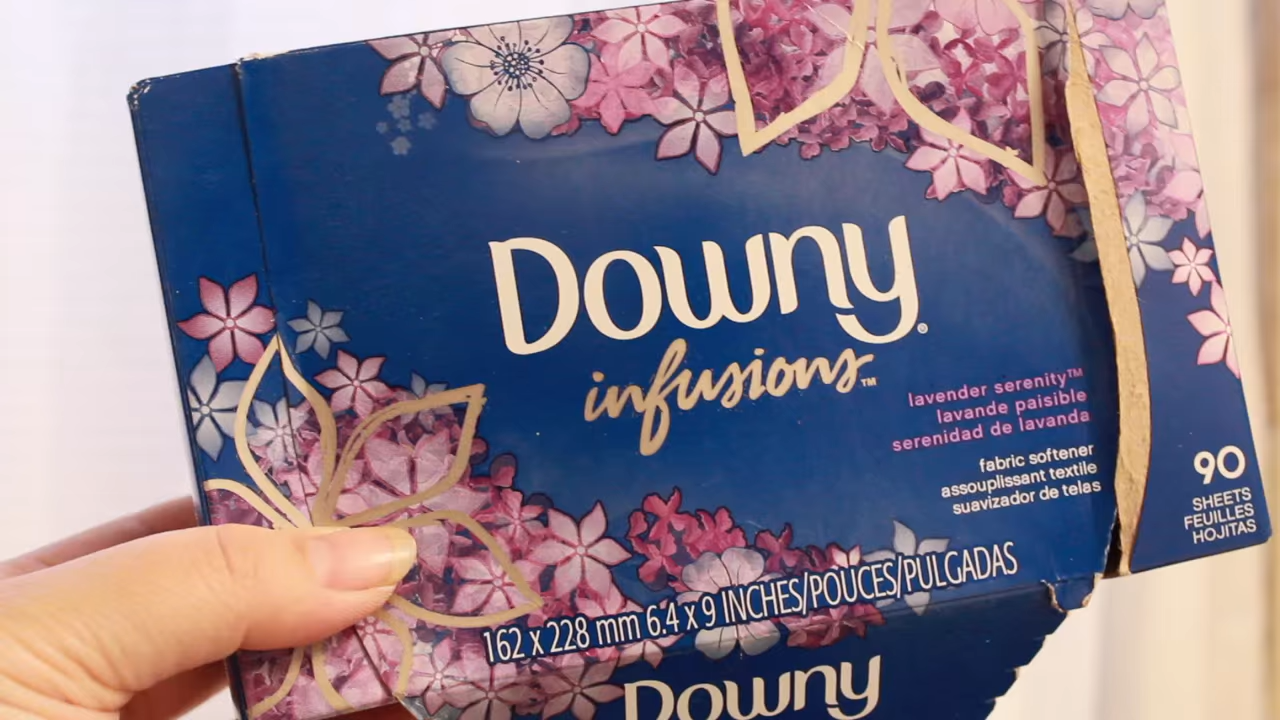 Downy®
infusions™
lavender serenity™
lavande paisible
serenidad de lavanda
fabric softener
assouplissant textile
suavizador de telas
90
SHEETS
FEUILLES
HOJITAS
162 x 228 mm 6.4 x 9 INCHES/POUCES/PULGADAS
Downy